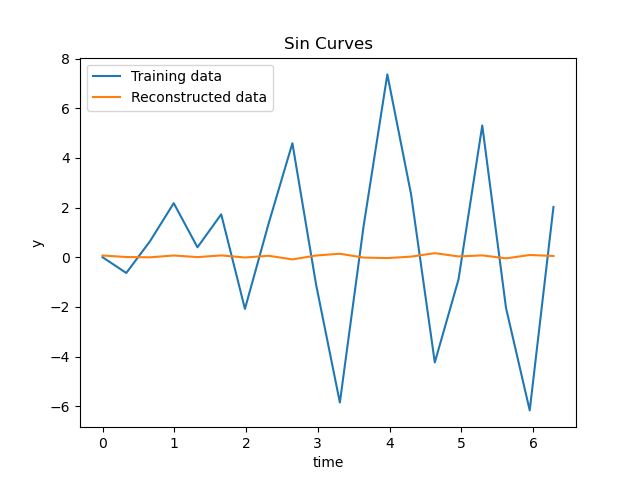 Sin Curves
Training data
Reconstructed data
8
6
4
2
0
−2
−4
−6
y
0 1 2 3 4 5 6
time